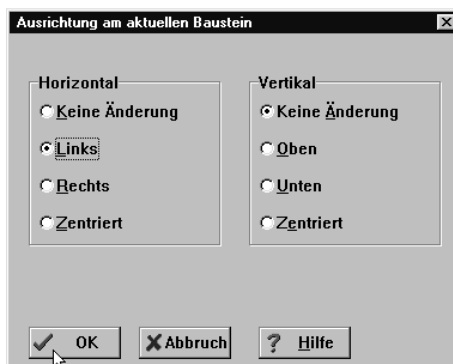 Ausrichtung am aktuellen Baustein
Horizontal
Keine Änderung
Links
Rechts
Zentriert
Vertikal
Keine Änderung
Oben
Unten
Zentriert
OK
Abbruch
? Hilfe